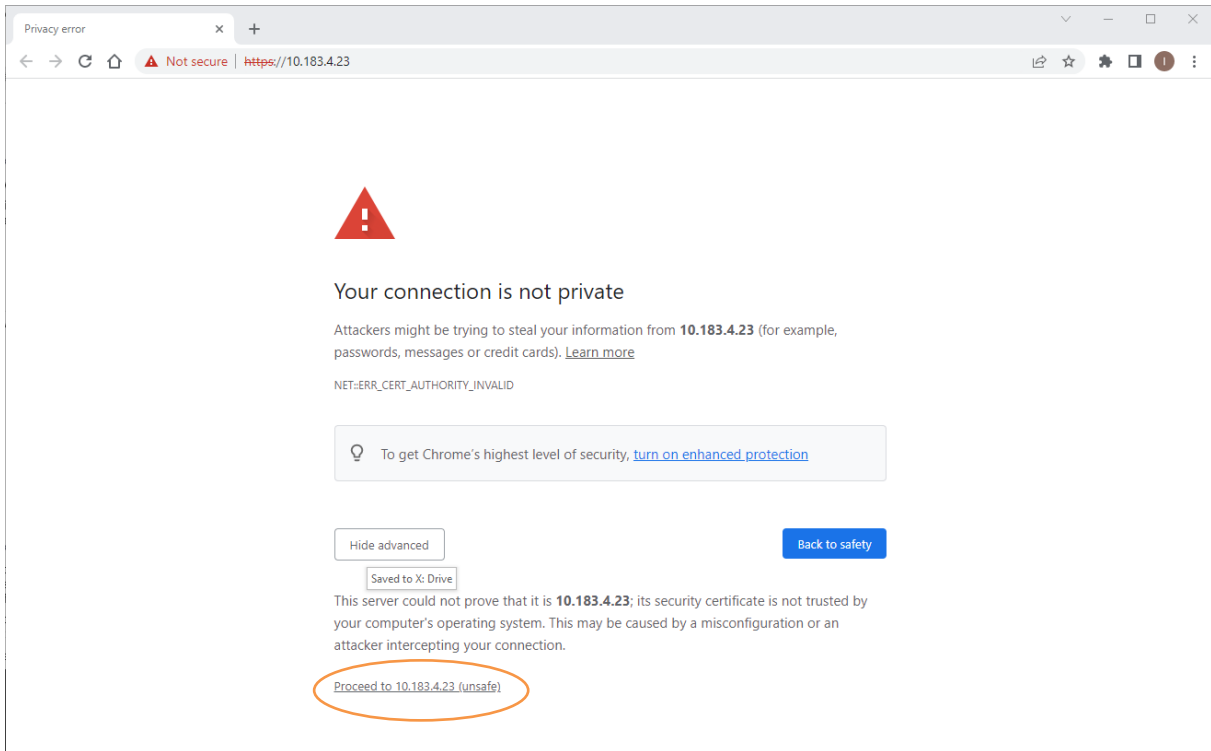 Privacy error
Not secure | https://10.183.4.23
I
Your connection is not private
Attackers might be trying to steal your information from 10.183.4.23 (for example,
passwords, messages or credit cards). Learn more
NET::ERR_CERT_AUTHORITY_INVALID
To get Chrome's highest level of security, turn on enhanced protection
Hide advanced
Back to safety
Saved to X: Drive
This server could not prove that it is 10.183.4.23; its security certificate is not trusted by
your computer's operating system. This may be caused by a misconfiguration or an
attacker intercepting your connection.
Proceed to 10.183.4.23 (unsafe)